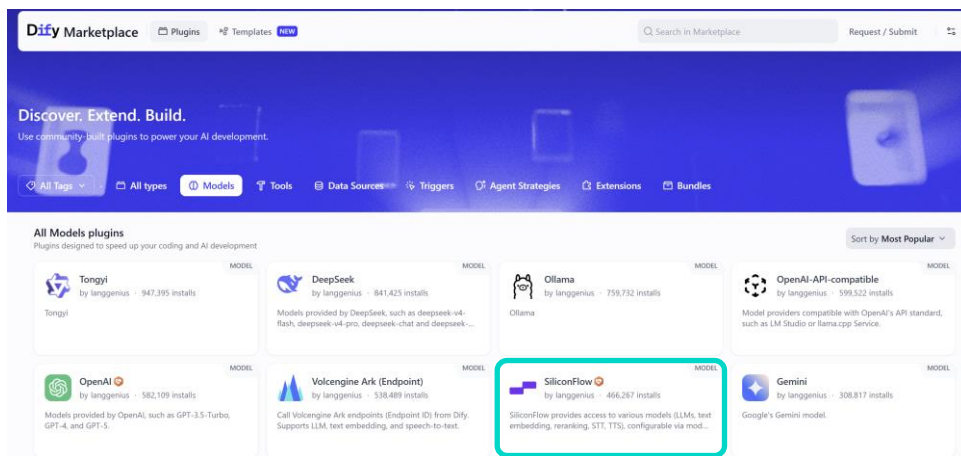 Dify Marketplace
Plugins
Templates NEW
Search in Marketplace
Request / Submit
Discover. Extend. Build.
Use community-built plugins to power your AI development.
All Tags
All types
Models
Tools
Data Sources
Triggers
Agent Strategies
Extensions
Bundles
All Models plugins
Plugins designed to speed up your coding and AI development
Sort by Most Popular
MODEL
Tongyi
by langgenius · 947,395 installs
Tongyi
MODEL
DeepSeek
by langgenius · 841,425 installs
Models provided by DeepSeek, such as deepseek-v4-
flash, deepseek-v4-pro, deepseek-chat and deepseek-...
MODEL
Ollama
by langgenius · 759,732 installs
Ollama
MODEL
OpenAI-API-compatible
by langgenius · 599,522 installs
Model providers compatible with OpenAI's API standard,
such as LM Studio or llama.cpp Service.
MODEL
OpenAI
by langgenius · 582,109 installs
Models provided by OpenAI, such as GPT-3.5-Turbo,
GPT-4, and GPT-5.
MODEL
Volcengine Ark (Endpoint)
by langgenius · 538,489 installs
Call Volcengine Ark endpoints (Endpoint ID) from Dify.
Supports LLM, text embedding, and speech-to-text.
MODEL
SiliconFlow
by langgenius · 466,267 installs
SiliconFlow provides access to various models (LLMs, text
embedding, reranking, STT, TTS), configurable via mod...
MODEL
Gemini
by langgenius · 308,817 installs
Google's Gemini model.